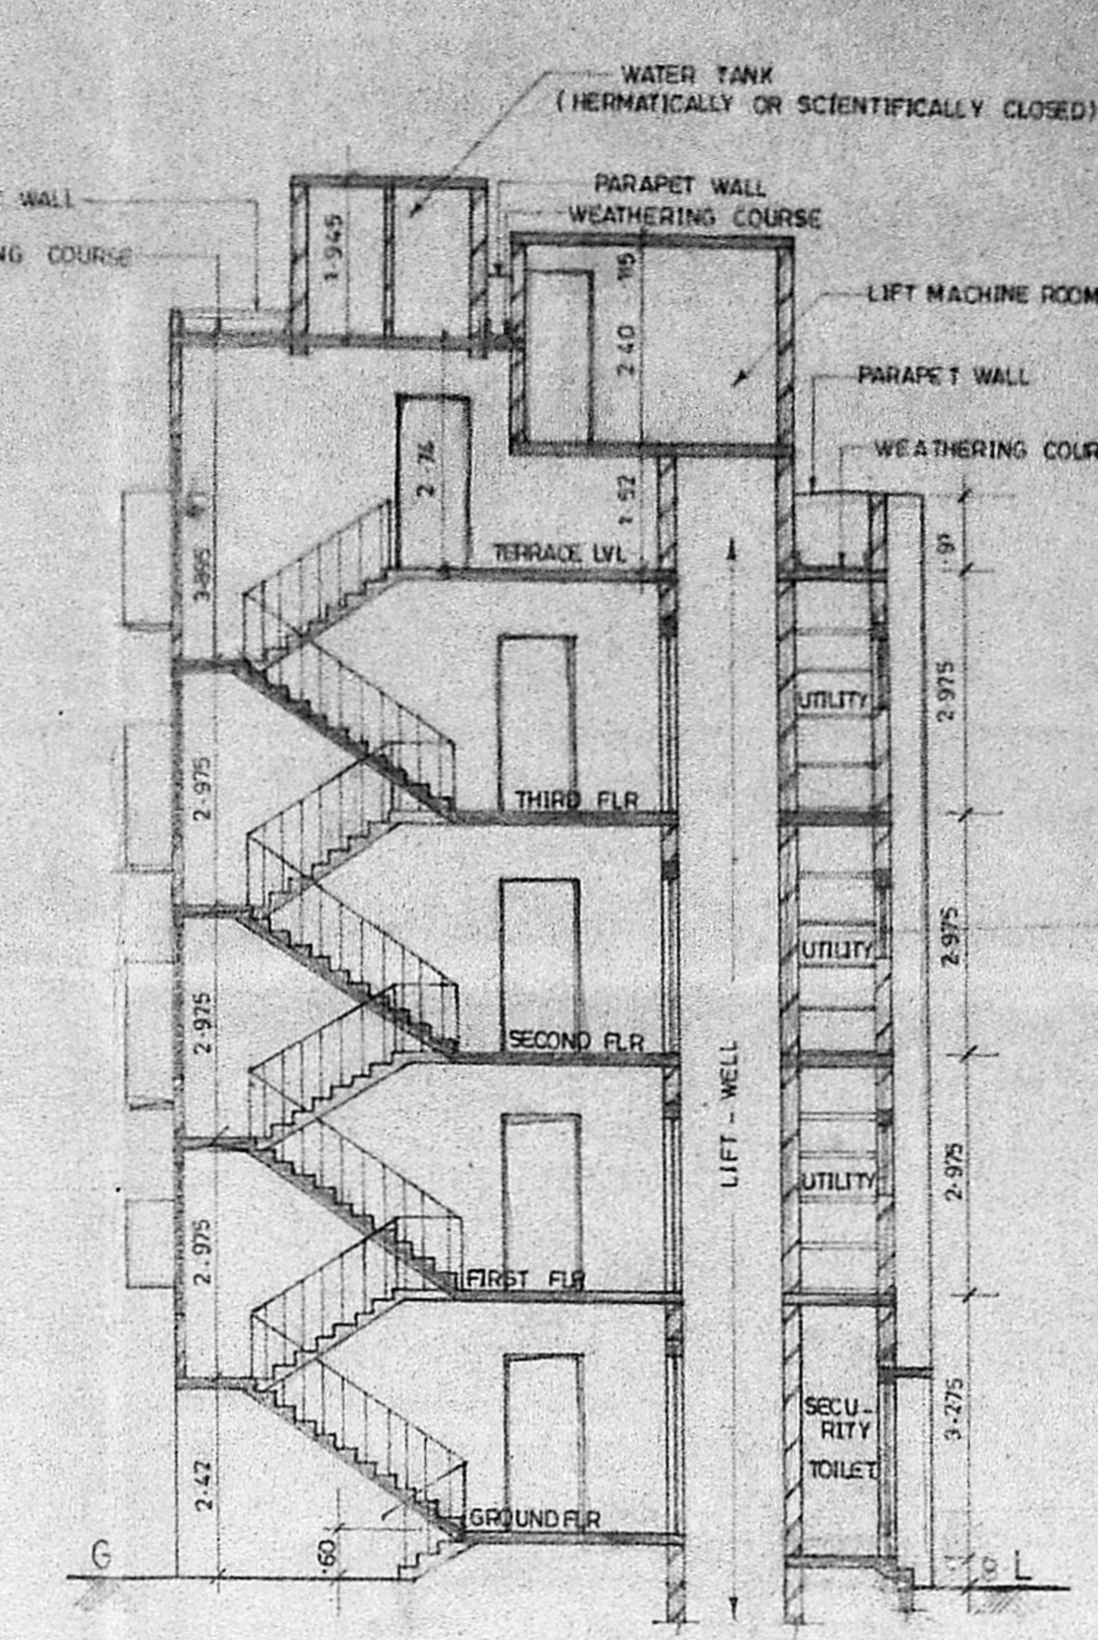 WATER TANK
(HERMATICALLY OR SCIENTIFICALLY CLOSED)
PARAPET WALL
WEATHERING COURSE
WALL
NG COURSE
1·945
2·40
LIFT MACHINE ROOM
PARAPET WALL
WEATHERING COUR
2·74
1·52
TERRACE LVL
3·895
2·975
UTILITY
THIRD FLR
2·975
2·975
UTILITY
SECOND FLR
2·975
2·975
UTILITY
LIFT - WELL
FIRST FLR
2·975
3·275
SECU-
RITY
TOILET
2·42
GROUND FLR
·60
G
L